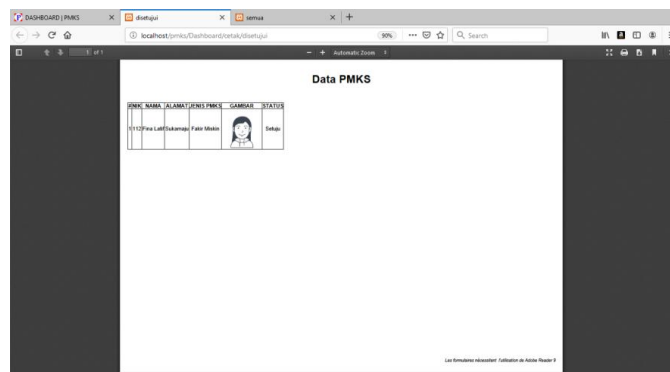 DASHBOARD | PMKS
disetujui
semua
localhost/pmks/Dashboard/cetak/disetujui
90%
Search
1 of 1
Automatic Zoom
Data PMKS
# NIK NAMA ALAMAT JENIS PMKS GAMBAR STATUS
1 112 Fina Latif Sukamaju Fakir Miskin Setuju
Les formulaires nécessitent l'utilisation de Adobe Reader 9